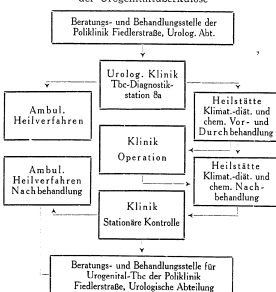 der Urogenitaltuberkulose
Beratungs- und Behandlungsstelle der
Poliklinik Fiedlerstraße, Urolog. Abt.
Urolog. Klinik
Tbc-Diagnostik-
station 8a
Ambul.
Heilverfahren
Heilstätte
Klimat.-diät. und
chem. Vor- und
Durchbehandlung
Klinik
Operation
Ambul.
Heilverfahren
Nachbehandlung
Heilstätte
Klimat.-diät. und
chem. Nach-
behandlung
Klinik
Stationäre Kontrolle
Beratungs- und Behandlungsstelle für
Urogenital-Tbc der Poliklinik
Fiedlerstraße, Urologische Abteilung